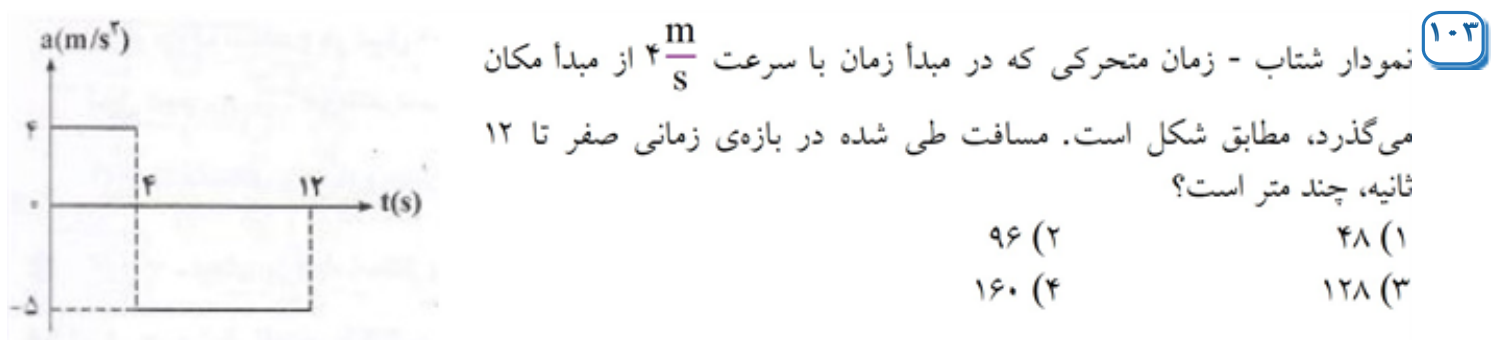 ۱۰۳
نمودار شتاب - زمان متحرکی که در مبدأ زمان با سرعت ۴ m/s از مبدأ مکان
می‌گذرد، مطابق شکل است. مسافت طی شده در بازه‌ی زمانی صفر تا ۱۲
ثانیه، چند متر است؟
۱) ۴۸ ۲) ۹۶
۳) ۱۲۸ ۴) ۱۶۰
a(m/s۲)
۴
۴ ۱۲
۰ t(s)
-۵